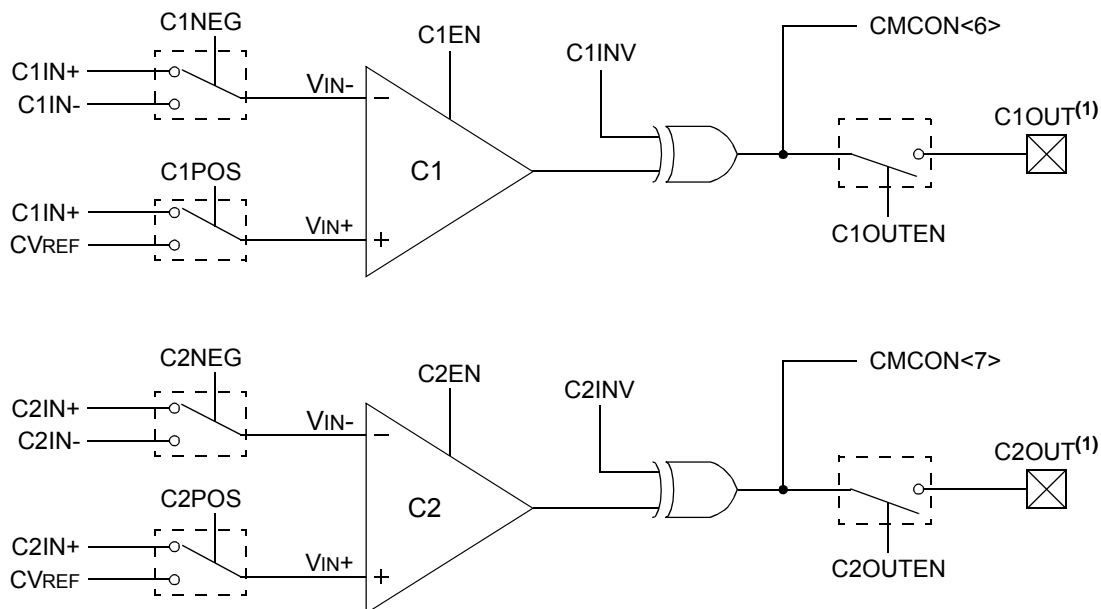 C1NEG
C1EN
C1INV
CMCON<6>
C1IN+
C1IN-
VIN-
−
C1OUT(1)
C1
C1POS
C1IN+
CVREF
VIN+
+
C1OUTEN
C2NEG
C2EN
C2INV
CMCON<7>
C2IN+
C2IN-
VIN-
−
C2OUT(1)
C2
C2POS
C2IN+
CVREF
VIN+
+
C2OUTEN